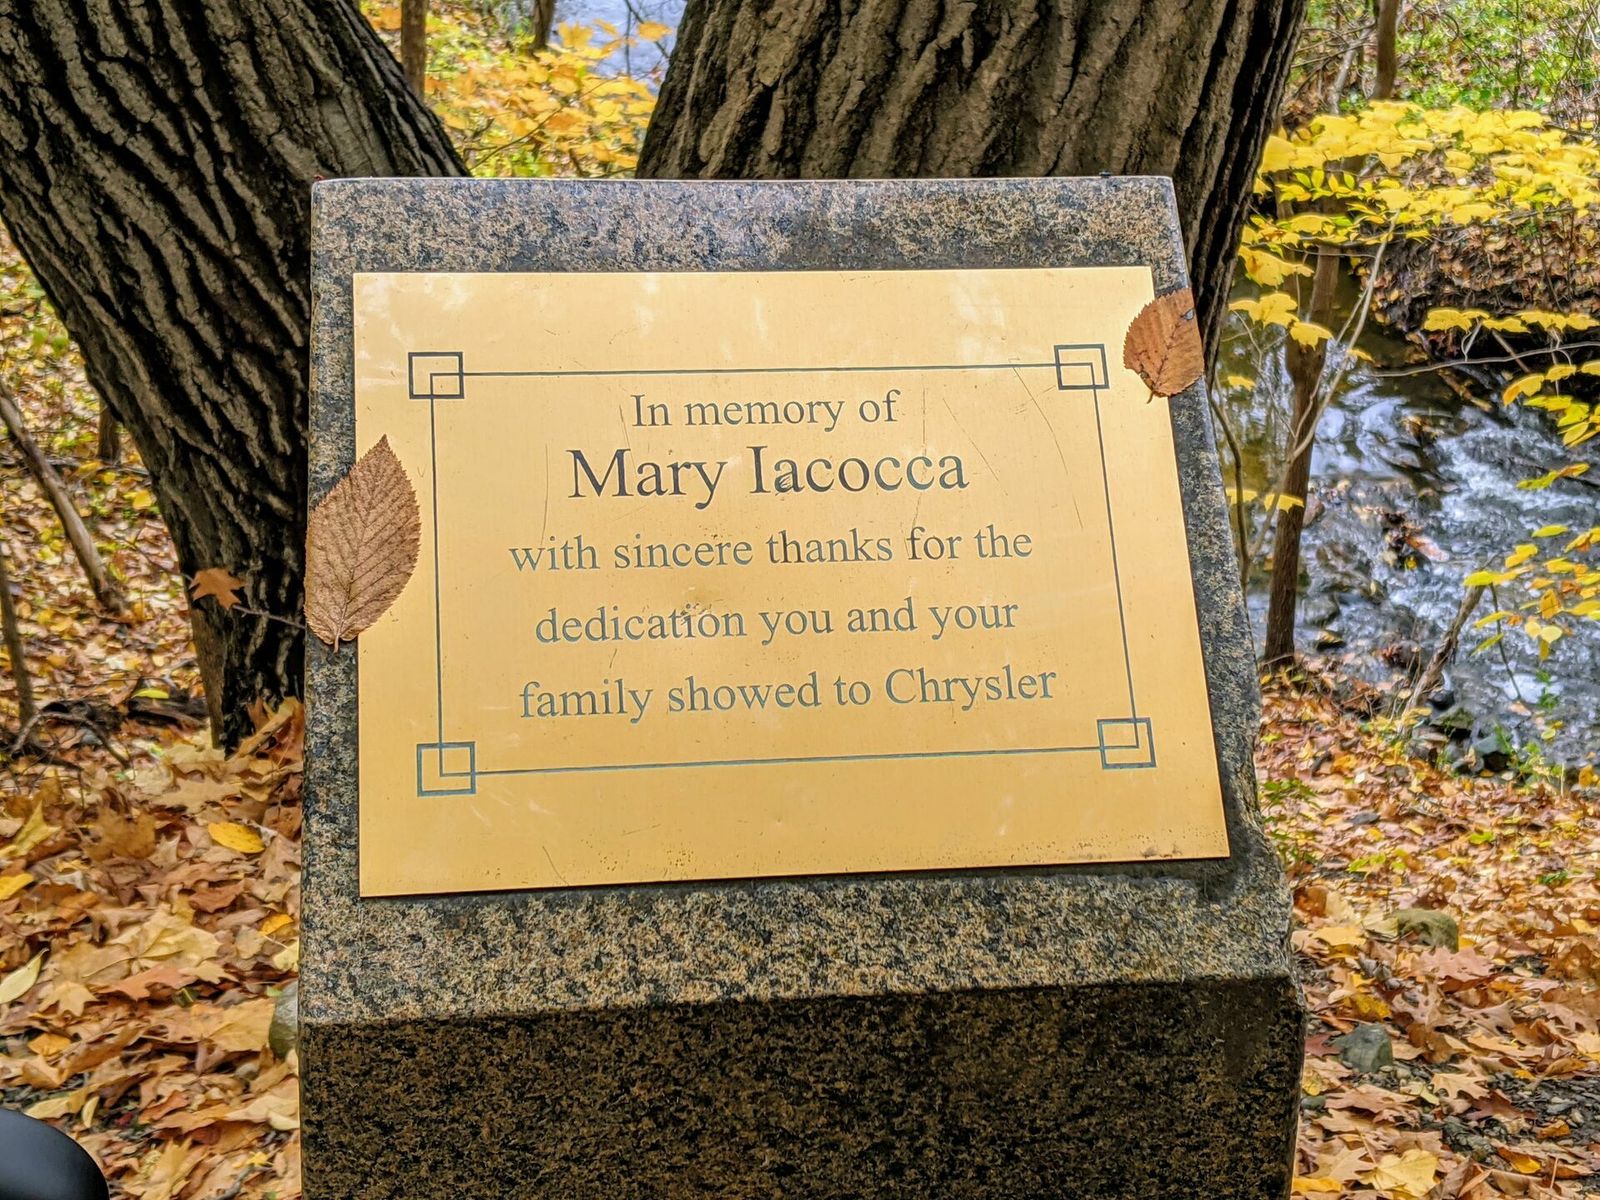 In memory of
Mary Iacocca
with sincere thanks for the
dedication you and your
family showed to Chrysler